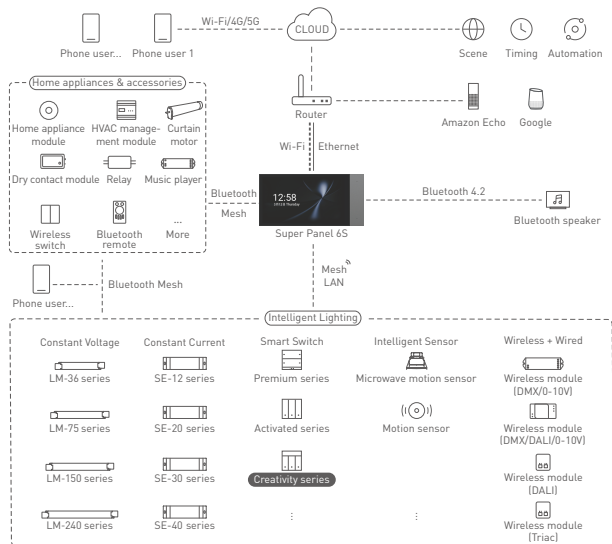 Wi-Fi/4G/5G
CLOUD
Phone user...
Phone user 1
Scene
Timing
Automation
Home appliances & accessories
Home appliance
module
HVAC manage-
ment module
Curtain
motor
Dry contact module
Relay
Music player
Wireless
switch
Bluetooth
remote
...
More
Router
Amazon Echo
Google
Wi-Fi
Ethernet
Bluetooth
Mesh
12:58
Super Panel 6S
Bluetooth 4.2
Bluetooth speaker
Mesh
LAN
Phone user...
Bluetooth Mesh
Intelligent Lighting
Constant Voltage
Constant Current
Smart Switch
Intelligent Sensor
Wireless + Wired
LM-36 series
SE-12 series
Premium series
Microwave motion sensor
Wireless module
(DMX/0-10V)
LM-75 series
SE-20 series
Activated series
Motion sensor
Wireless module
(DMX/DALI/0-10V)
LM-150 series
SE-30 series
Creativity series
Wireless module
(DALI)
LM-240 series
SE-40 series
Wireless module
(Triac)